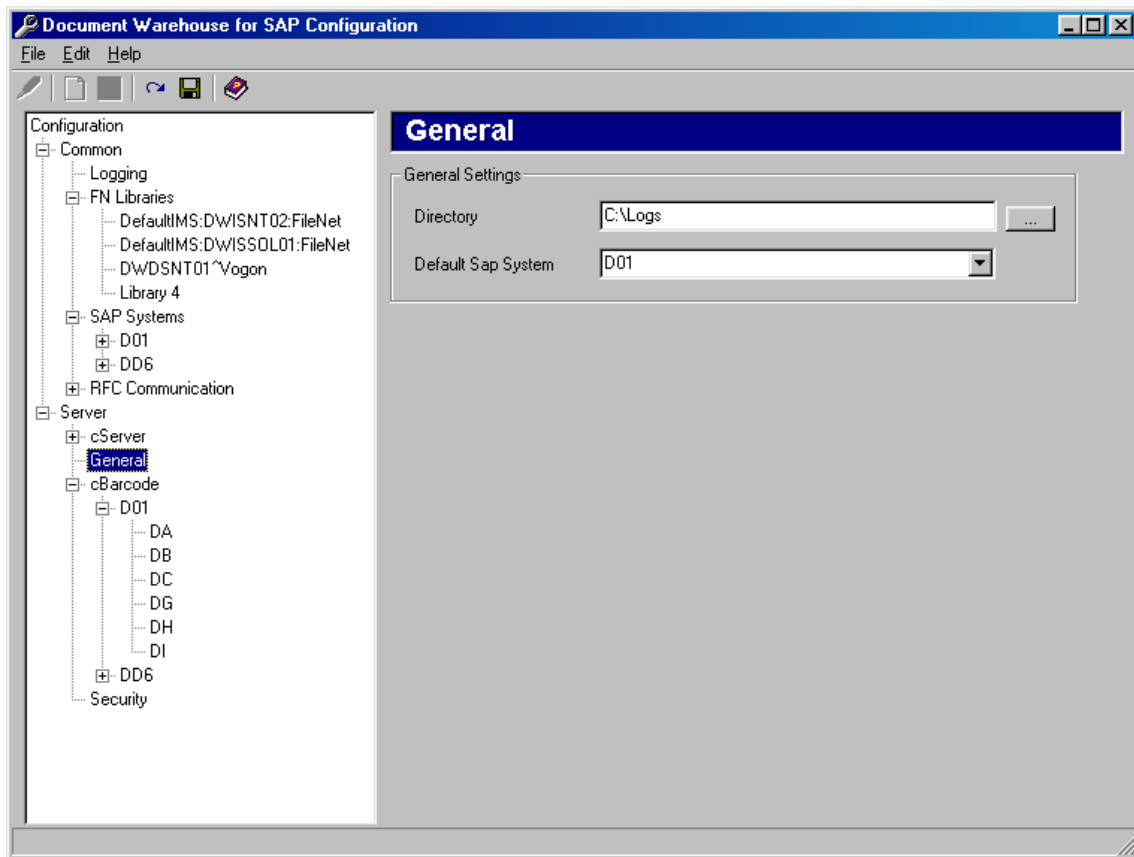 Document Warehouse for SAP Configuration
File Edit Help
Configuration
Common
Logging
FN Libraries
DefaultIMS:DWISNT02:FileNet
DefaultIMS:DWISSOL01:FileNet
DWDSNT01^Vogon
Library 4
SAP Systems
D01
DD6
RFC Communication
Server
cServer
General
cBarcode
D01
DA
DB
DC
DG
DH
DI
DD6
Security
General
General Settings
Directory C:\Logs ...
Default Sap System D01